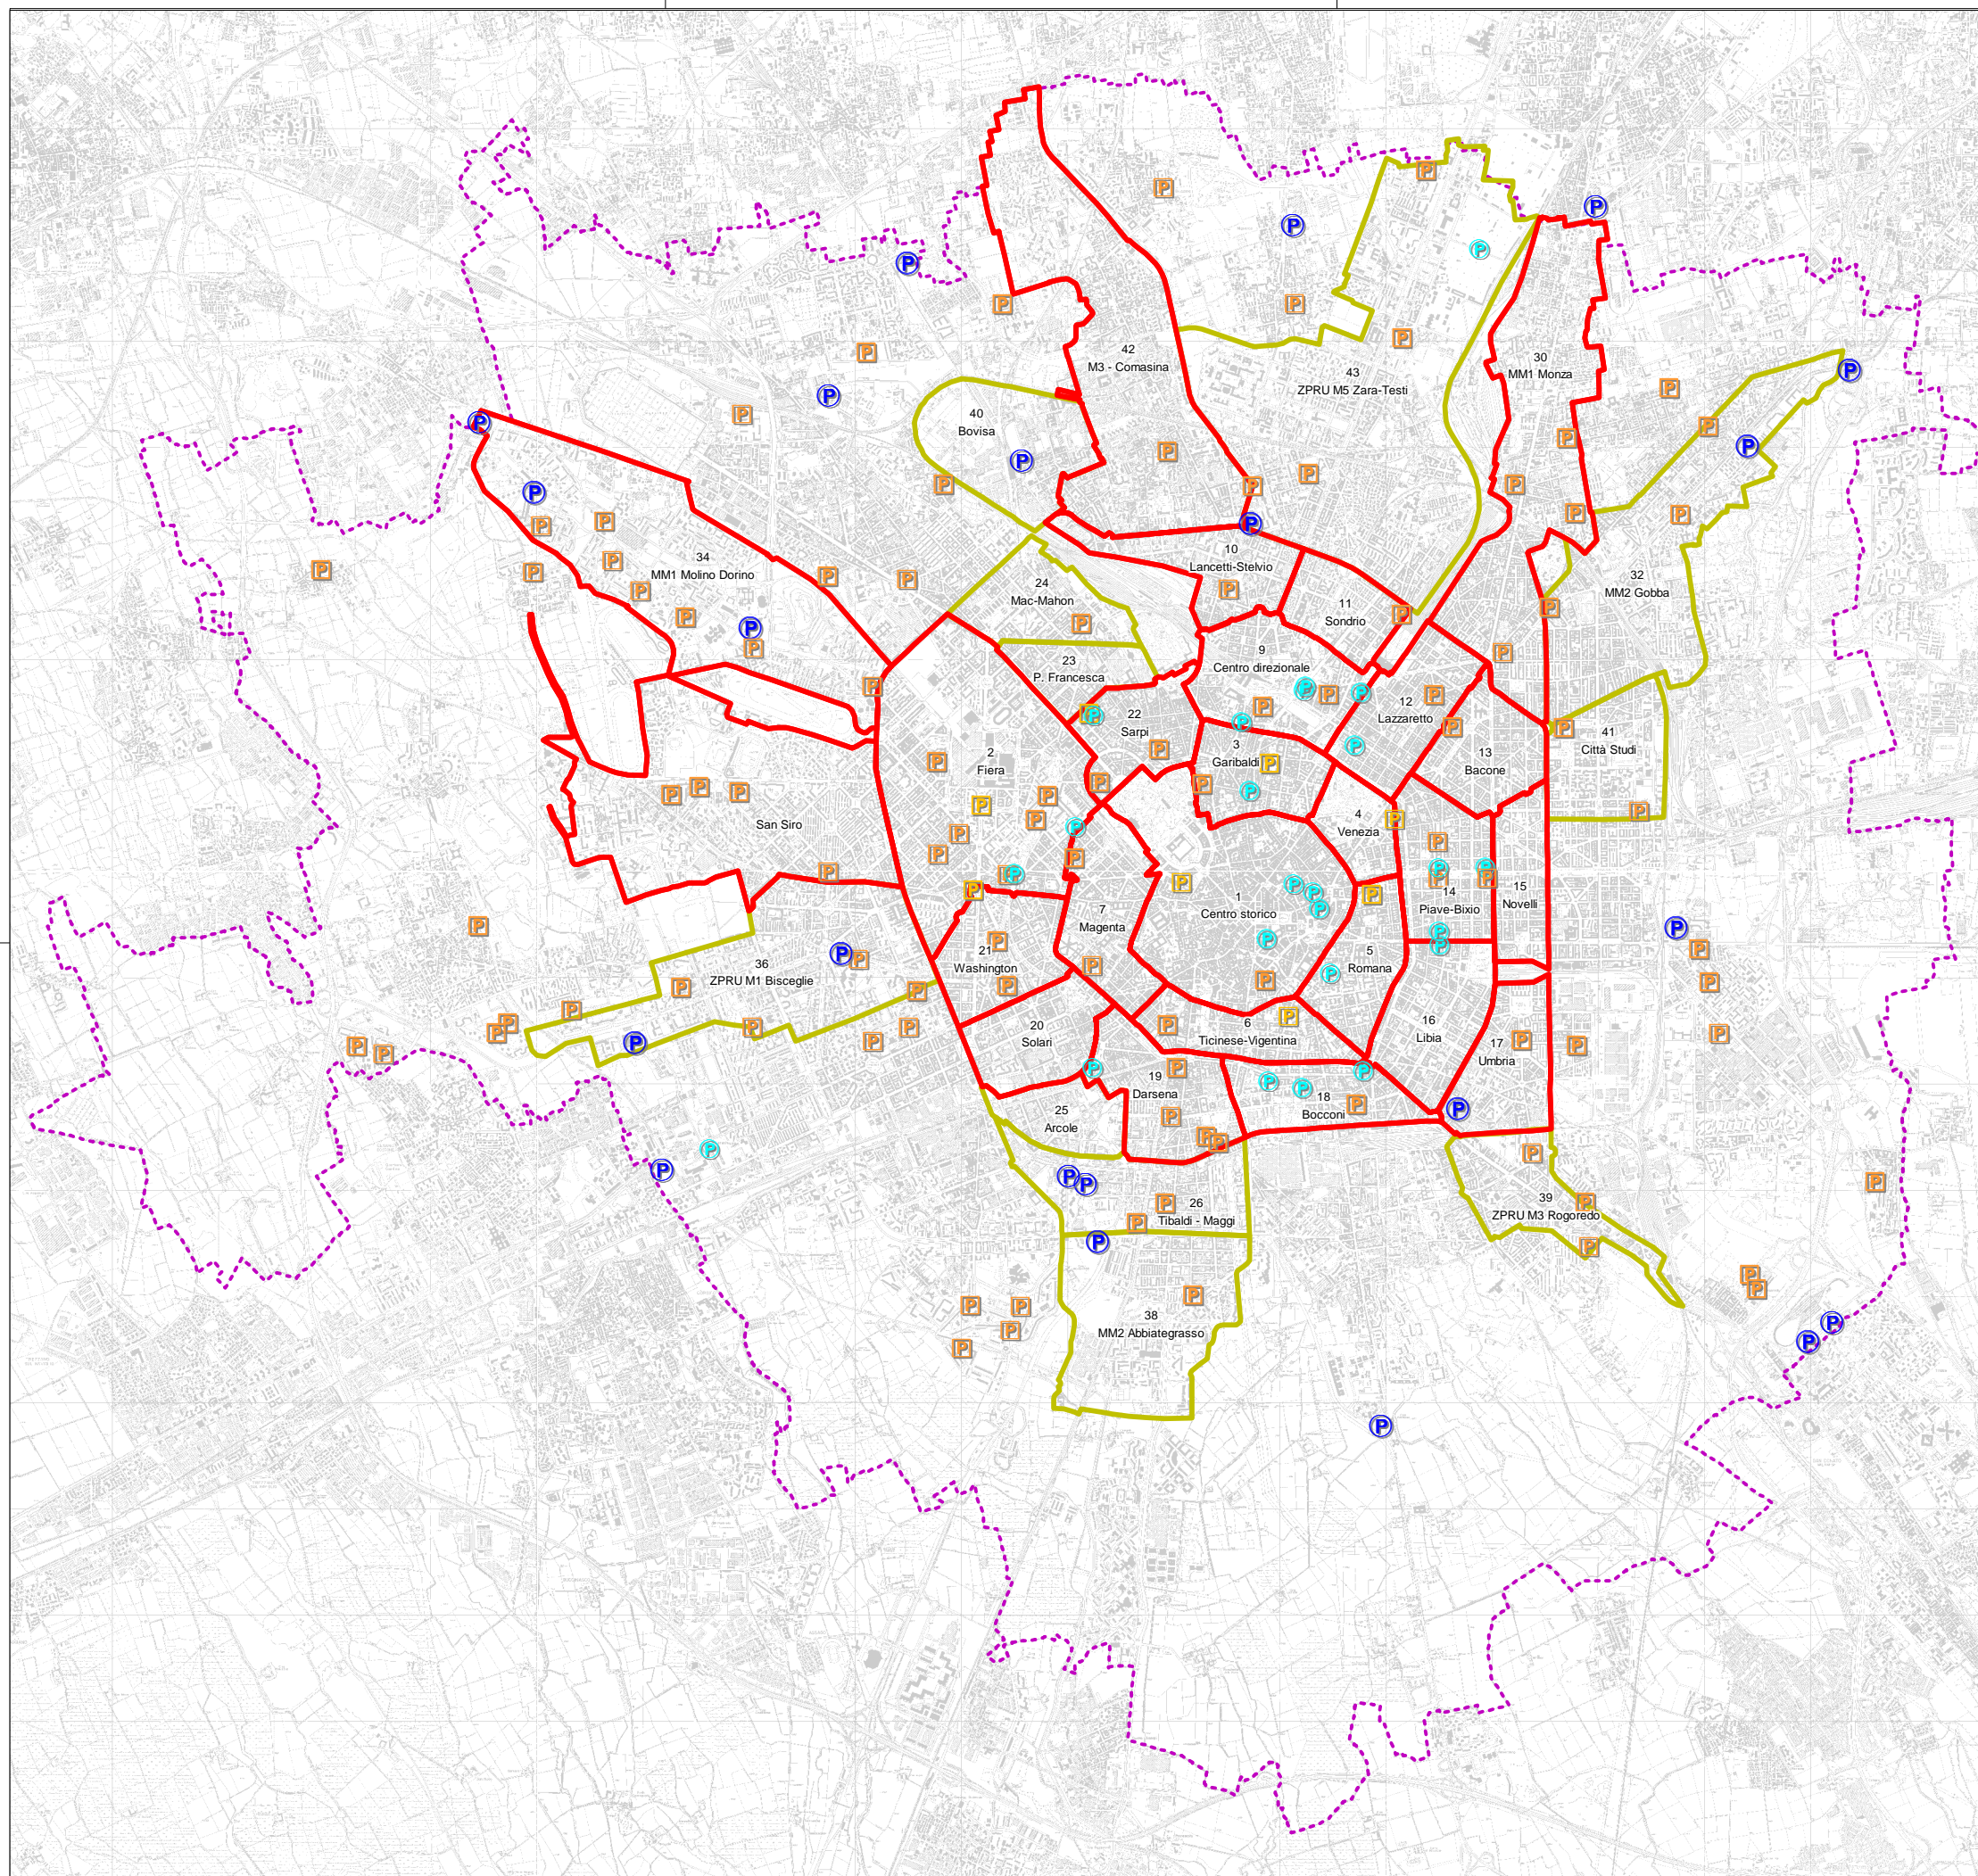 42
M3 - Comasina
30
MM1 Monza
43
ZPRU M5 Zara-Testi
40
Bovisa
34
MM1 Molino Dorino
10
Lancetti-Stelvio
24
Mac-Mahon
32
MM2 Gobba
11
Sondrio
9
Centro direzionale
23
P. Francesca
12
Lazzaretto
22
Sarpi
41
Città Studi
3
Garibaldi
2
Fiera
13
Bacone
San Siro
4
Venezia
14
Piave-Bixio
15
Novelli
1
Centro storico
7
Magenta
21
Washington
5
Romana
36
ZPRU M1 Bisceglie
20
Solari
6
Ticinese-Vigentina
16
Libia
17
Umbria
19
Darsena
18
Bocconi
25
Arcole
26
Tibaldi - Maggi
39
ZPRU M3 Rogoredo
38
MM2 Abbiategrasso